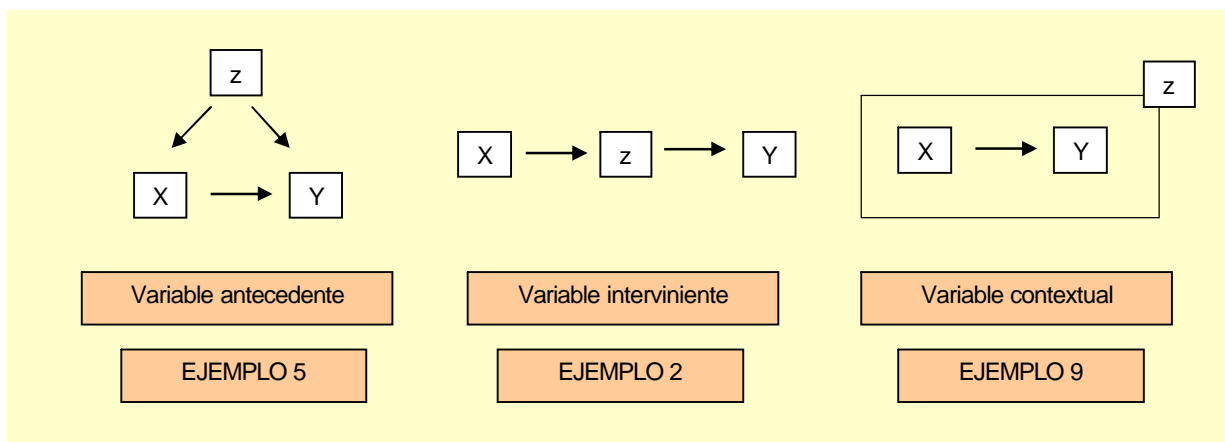 z
X
Y
Variable antecedente
EJEMPLO 5
X
z
Y
Variable interviniente
EJEMPLO 2
z
X
Y
Variable contextual
EJEMPLO 9